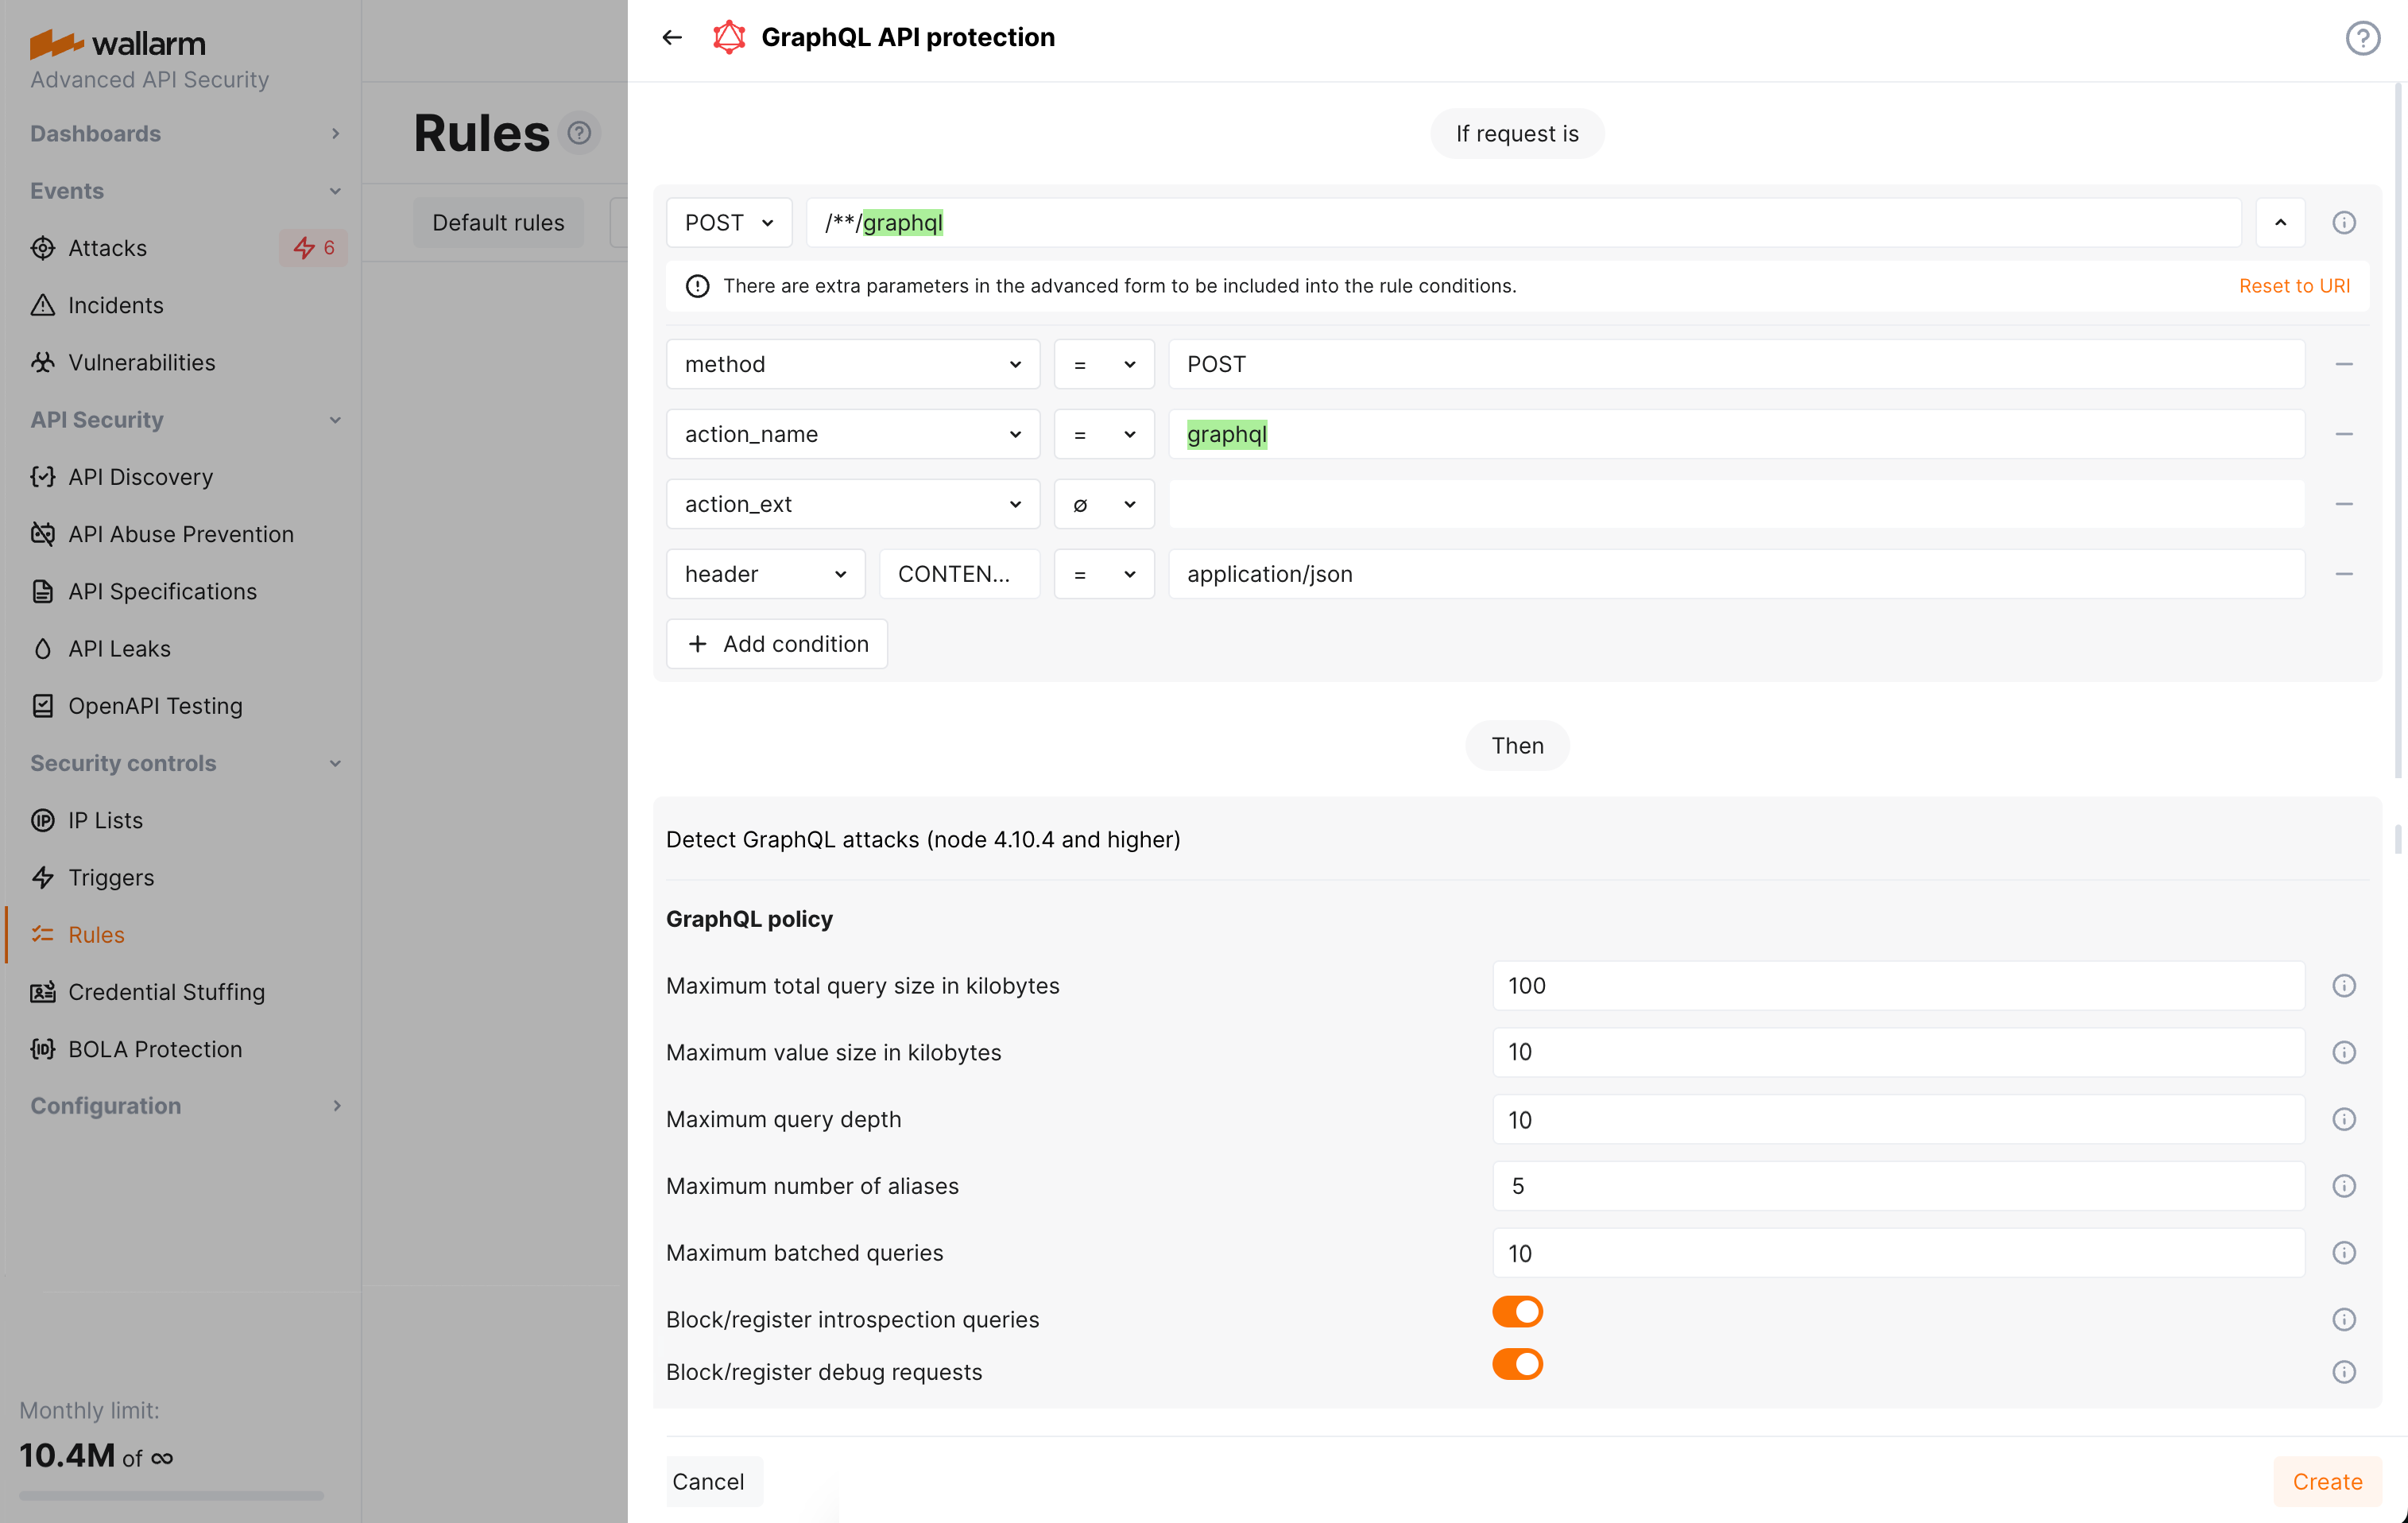 wallarm
Advanced API Security
Dashboards
Events
Attacks
6
Incidents
Vulnerabilities
API Security
API Discovery
API Abuse Prevention
API Specifications
API Leaks
OpenAPI Testing
Security controls
IP Lists
Triggers
Rules
Credential Stuffing
BOLA Protection
Configuration
Monthly limit:
10.4M of ∞
Rules
Default rules
GraphQL API protection
If request is
POST /**/graphql
There are extra parameters in the advanced form to be included into the rule conditions. Reset to URI
method = POST
action_name = graphql
action_ext ⌀
header CONTEN... = application/json
+ Add condition
Then
Detect GraphQL attacks (node 4.10.4 and higher)
GraphQL policy
Maximum total query size in kilobytes 100
Maximum value size in kilobytes 10
Maximum query depth 10
Maximum number of aliases 5
Maximum batched queries 10
Block/register introspection queries
Block/register debug requests
Cancel Create